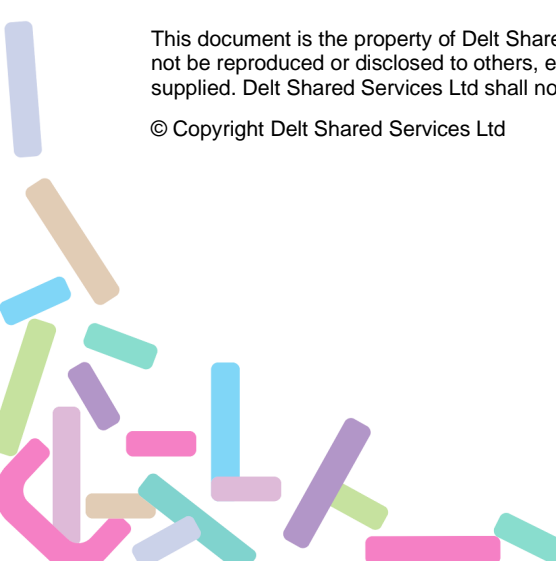 This document is the property of Delt Share
not be reproduced or disclosed to others, e
supplied. Delt Shared Services Ltd shall no
© Copyright Delt Shared Services Ltd